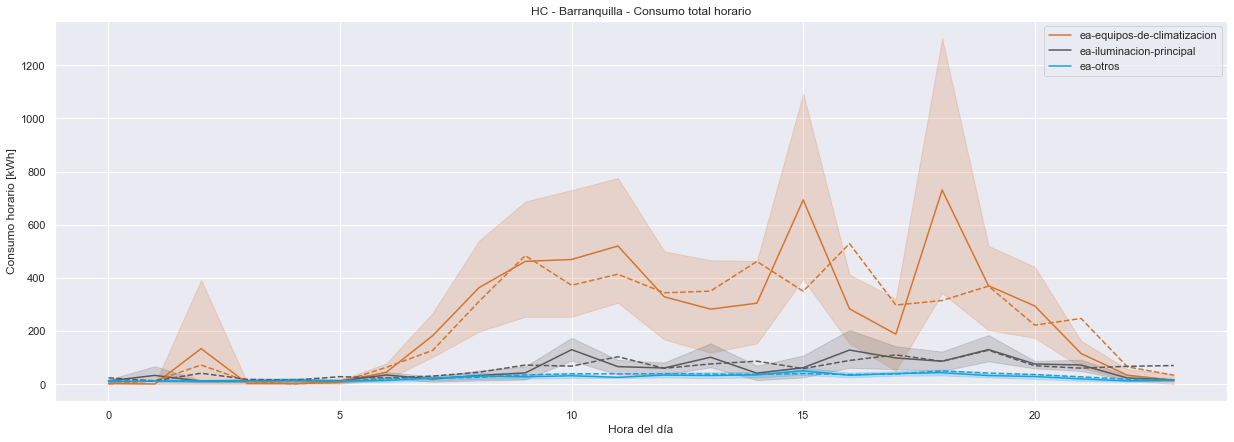 HC - Barranquilla - Consumo total horario
ea-equipos-de-climatizacion
ea-iluminacion-principal
ea-otros
Consumo horario [kWh]
1200
1000
800
600
400
200
0
0 5 10 15 20
Hora del día